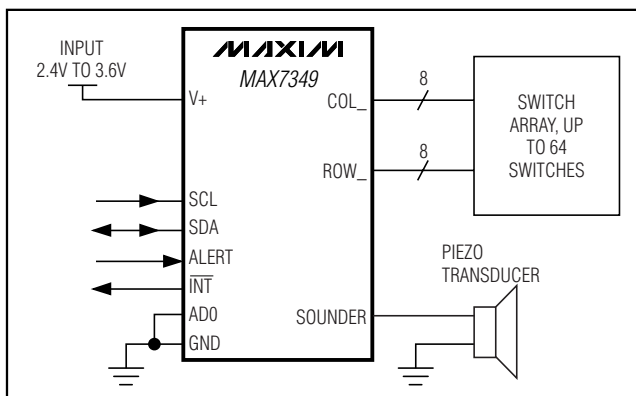 INPUT
2.4V TO 3.6V
MAXIM
MAX7349
V+
COL_
8
ROW_
8
SWITCH
ARRAY, UP
TO 64
SWITCHES
SCL
SDA
ALERT
INT
AD0
GND
SOUNDER
PIEZO
TRANSDUCER